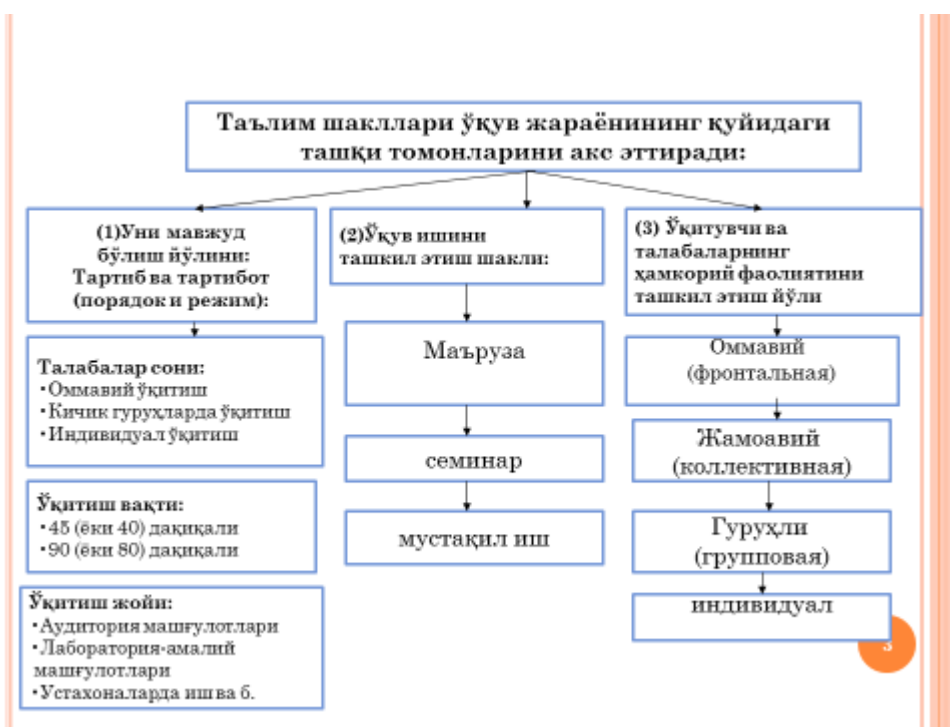 Таълим шакллари ўқув жараёнининг қуйидаги
ташқи томонларини акс эттиради:
(1)Уни мавжуд
бўлиш йўлини:
Тартиб ва тартибот
(порядок и режим):
Талабалар сони:
•Оммавий ўқитиш
•Кичик гуруҳларда ўқитиш
•Индивидуал ўқитиш
Ўқитиш вақти:
•45 (ёки 40) дақиқали
•90 (ёки 80) дақиқали
Ўқитиш жойи:
•Аудитория машғулотлари
•Лаборатория-амалий
машғулотлари
•Устахоналарда иш ва б.
(2)Ўқув ишини
ташкил этиш шакли:
Маъруза
семинар
мустақил иш
(3) Ўқитувчи ва
талабаларнинг
ҳамкорий фаолиятини
ташкил этиш йўли
Оммавий
(фронтальная)
Жамоавий
(коллективная)
Гуруҳли
(групповая)
индивидуал
3